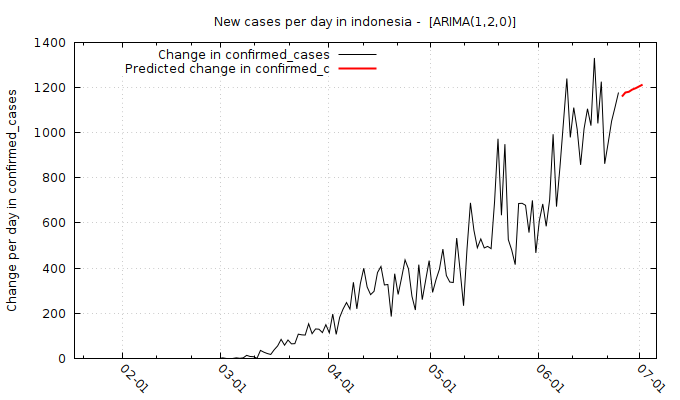 New cases per day in indonesia -  [ARIMA(1,2,0)]
Change in confirmed_cases
Predicted change in confirmed_c
Change per day in confirmed_cases
1400
1200
1000
800
600
400
200
0
02-01 03-01 04-01 05-01 06-01 07-01